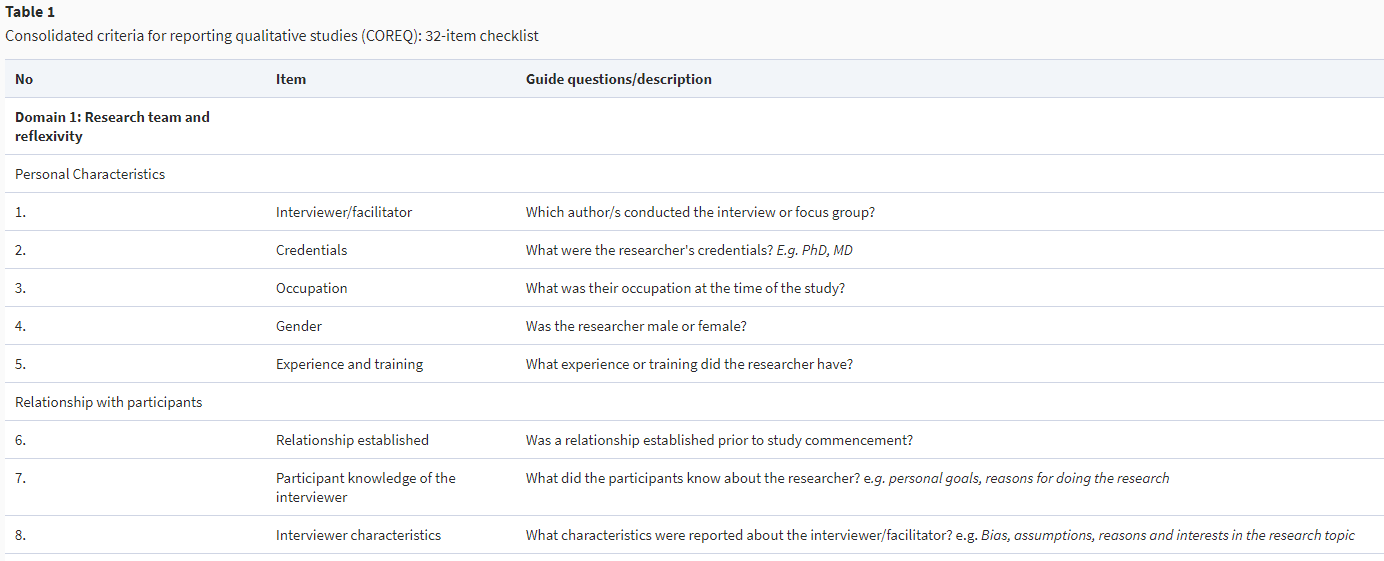 Table 1
Consolidated criteria for reporting qualitative studies (COREQ): 32-item checklist
No Item Guide questions/description
Domain 1: Research team and
reflexivity
Personal Characteristics
1. Interviewer/facilitator Which author/s conducted the interview or focus group?
2. Credentials What were the researcher's credentials? E.g. PhD, MD
3. Occupation What was their occupation at the time of the study?
4. Gender Was the researcher male or female?
5. Experience and training What experience or training did the researcher have?
Relationship with participants
6. Relationship established Was a relationship established prior to study commencement?
7. Participant knowledge of the What did the participants know about the researcher? e.g. personal goals, reasons for doing the research
interviewer
8. Interviewer characteristics What characteristics were reported about the interviewer/facilitator? e.g. Bias, assumptions, reasons and interests in the research topic